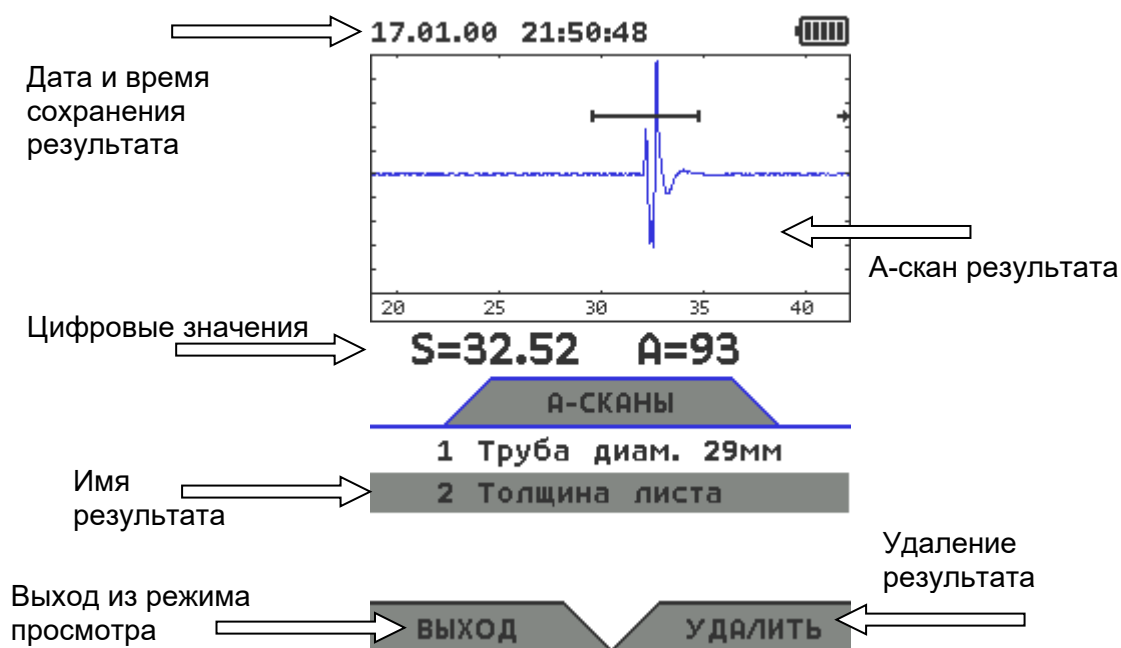 17.01.00 21:50:48
Дата и время
сохранения
результата
А-скан результата
20 25 30 35 40
Цифровые значения
S=32.52 A=93
А-СКАНЫ
1 Труба диам. 29мм
Имя
результата
2 Толщина листа
Удаление
результата
Выход из режима
просмотра
ВЫХОД
УДАЛИТЬ